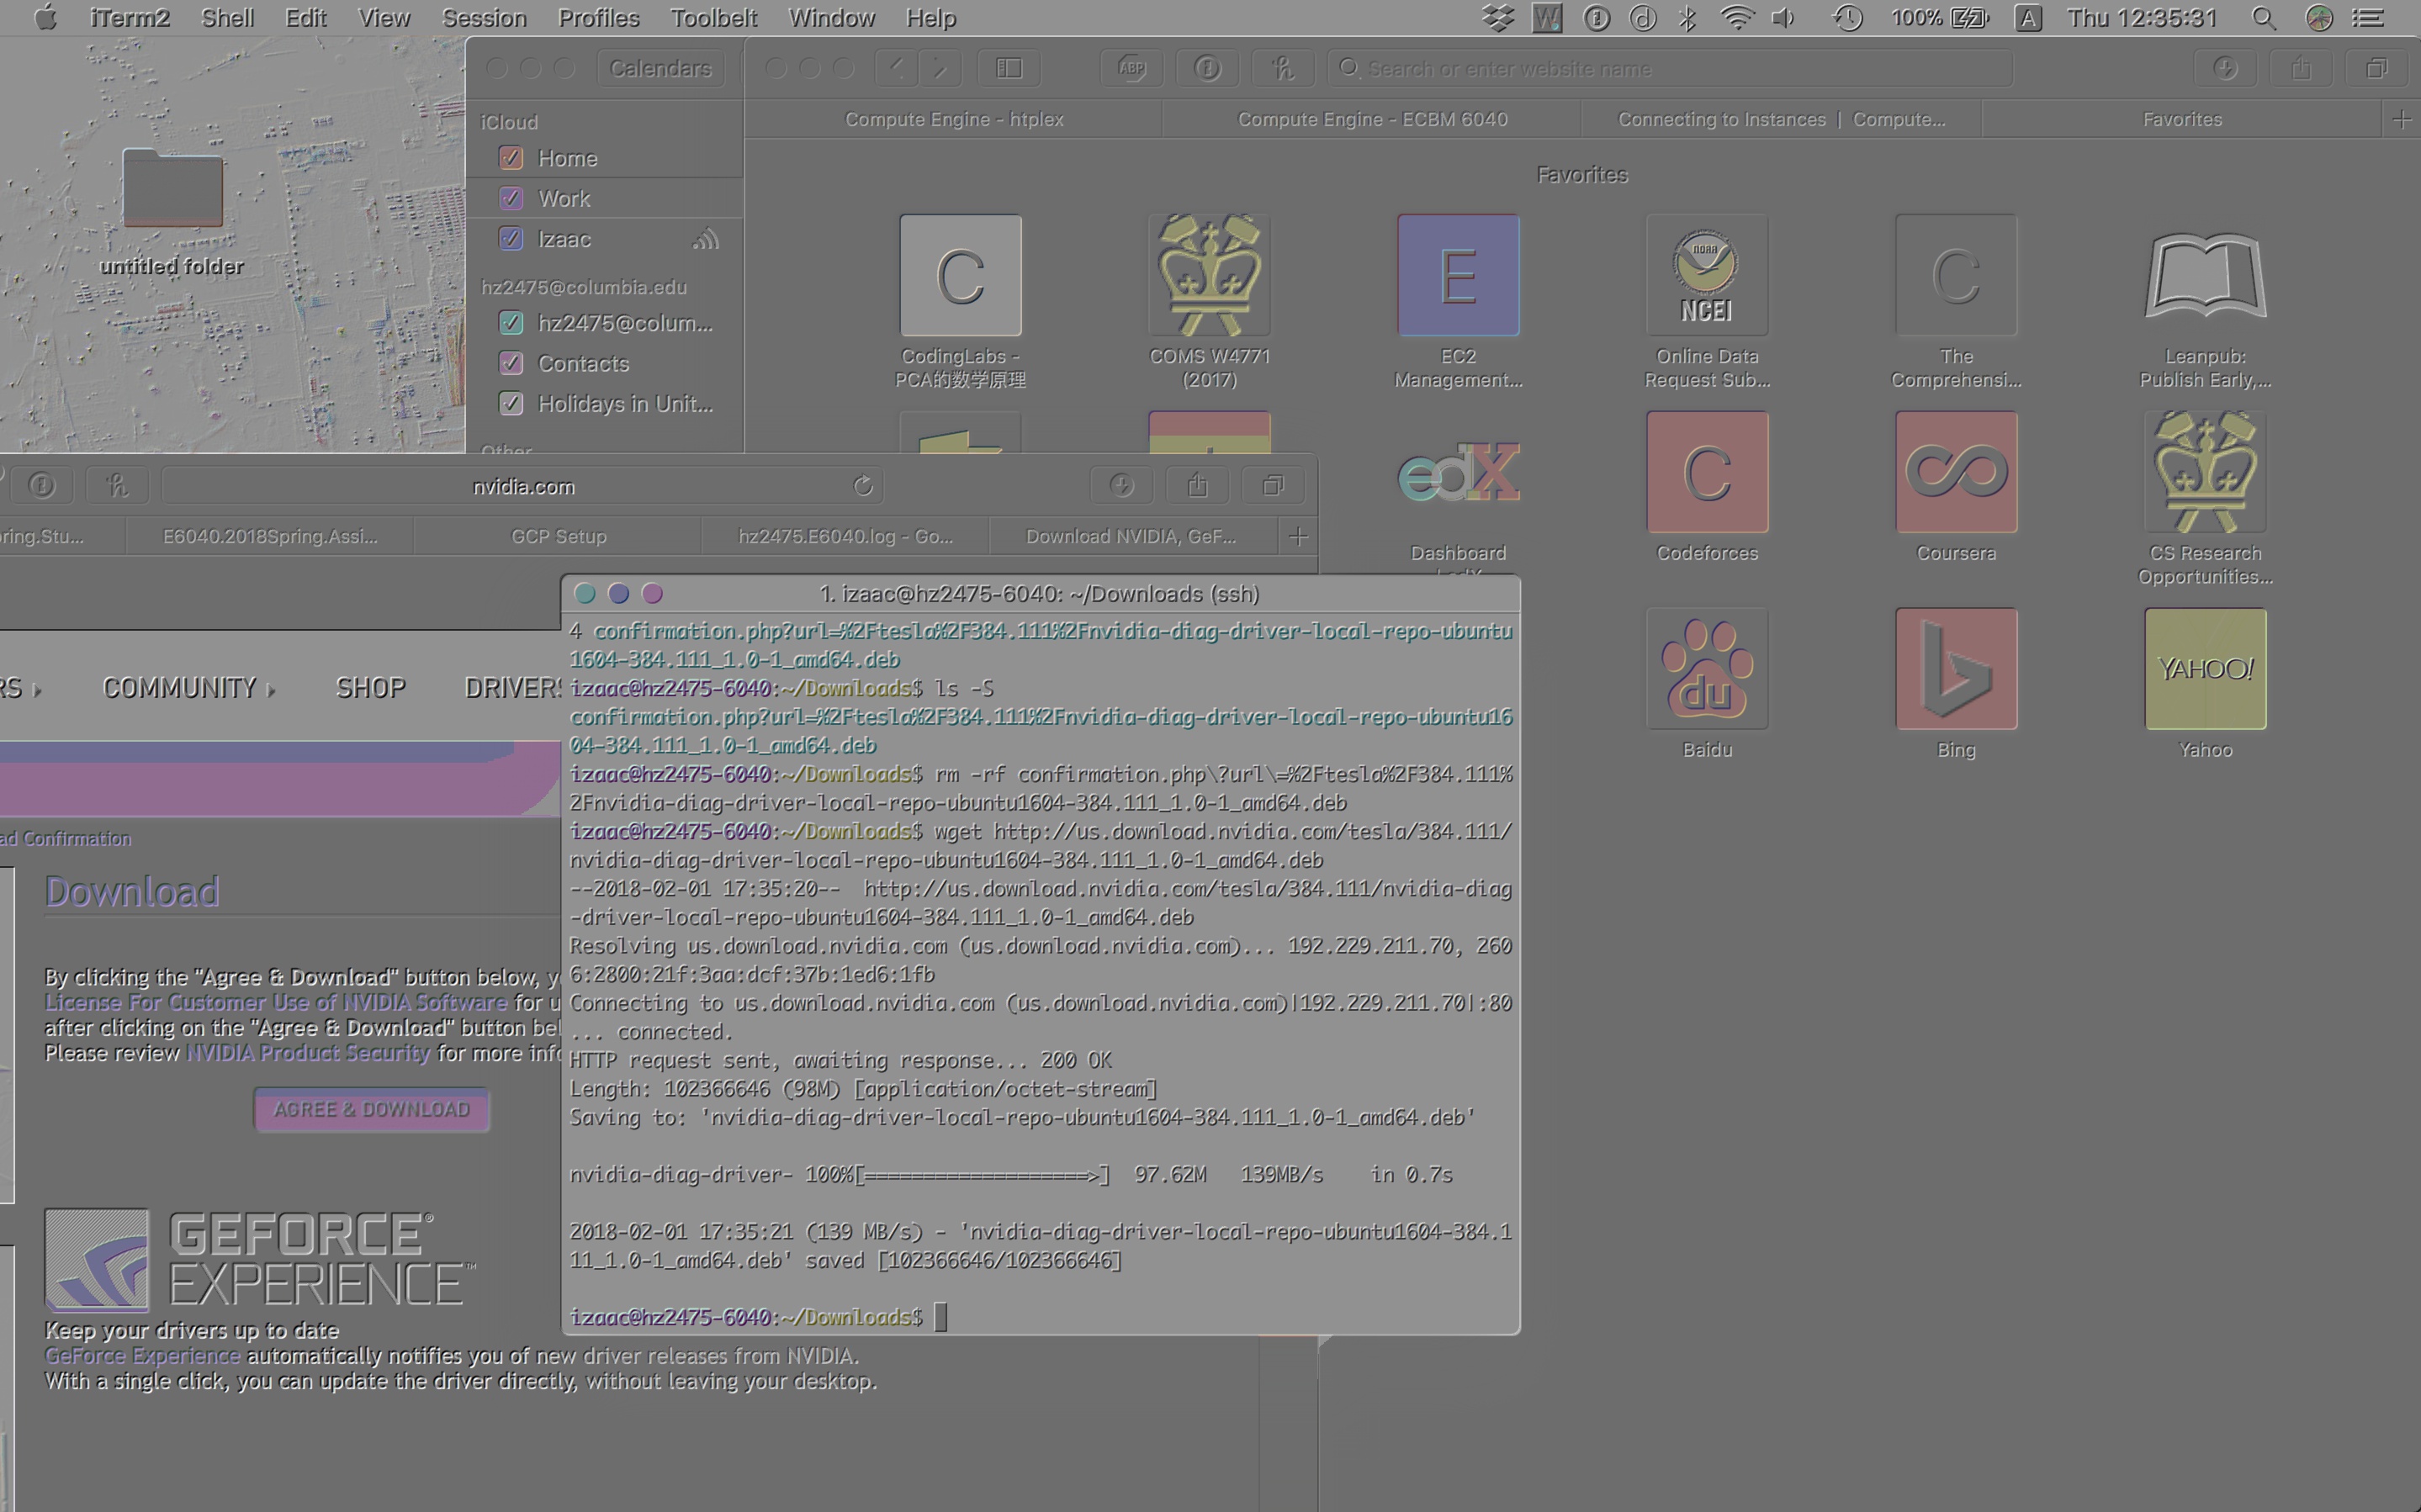 iTerm2 Shell Edit View Session Profiles Toolbelt Window Help
100% A Thu 12:35:31
untitled folder
Calendars
iCloud
Home
Work
Izaac
hz2475@columbia.edu
hz2475@colum...
Contacts
Holidays in Unit...
Other
ABP
Search or enter website name
Compute Engine - htplex
Compute Engine - ECBM 6040
Connecting to Instances | Compute...
Favorites
Favorites
C
E
noaa
NCEI
C
CodingLabs -
PCA的数学原理
COMS W4771
(2017)
EC2
Management...
Online Data
Request Sub...
The
Comprehensi...
Leanpub:
Publish Early,...
edX
C
Dashboard
Codeforces
Coursera
CS Research
Opportunities...
du
YAHOO!
Baidu
Bing
Yahoo
nvidia.com
ring.Stu...
E6040.2018Spring.Assi...
GCP Setup
hz2475.E6040.log - Go...
Download NVIDIA, GeF...
RS
COMMUNITY
SHOP
DRIVERS
ad Confirmation
Download
By clicking the "Agree & Download" button below, y
License For Customer Use of NVIDIA Software for u
after clicking on the "Agree & Download" button bel
Please review NVIDIA Product Security for more info
AGREE & DOWNLOAD
GEFORCE®
EXPERIENCE™
Keep your drivers up to date
GeForce Experience automatically notifies you of new driver releases from NVIDIA.
With a single click, you can update the driver directly, without leaving your desktop.
1. izaac@hz2475-6040: ~/Downloads (ssh)
4 confirmation.php?url=%2Ftesla%2F384.111%2Fnvidia-diag-driver-local-repo-ubuntu
1604-384.111_1.0-1_amd64.deb
izaac@hz2475-6040:~/Downloads$ ls -S
confirmation.php?url=%2Ftesla%2F384.111%2Fnvidia-diag-driver-local-repo-ubuntu16
04-384.111_1.0-1_amd64.deb
izaac@hz2475-6040:~/Downloads$ rm -rf confirmation.php\?url\=%2Ftesla%2F384.111%
2Fnvidia-diag-driver-local-repo-ubuntu1604-384.111_1.0-1_amd64.deb
izaac@hz2475-6040:~/Downloads$ wget http://us.download.nvidia.com/tesla/384.111/
nvidia-diag-driver-local-repo-ubuntu1604-384.111_1.0-1_amd64.deb
--2018-02-01 17:35:20--  http://us.download.nvidia.com/tesla/384.111/nvidia-diag
-driver-local-repo-ubuntu1604-384.111_1.0-1_amd64.deb
Resolving us.download.nvidia.com (us.download.nvidia.com)... 192.229.211.70, 260
6:2800:21f:3aa:dcf:37b:1ed6:1fb
Connecting to us.download.nvidia.com (us.download.nvidia.com)|192.229.211.70|:80
... connected.
HTTP request sent, awaiting response... 200 OK
Length: 102366646 (98M) [application/octet-stream]
Saving to: 'nvidia-diag-driver-local-repo-ubuntu1604-384.111_1.0-1_amd64.deb'
nvidia-diag-driver- 100%[===================>]  97.62M   139MB/s    in 0.7s
2018-02-01 17:35:21 (139 MB/s) - 'nvidia-diag-driver-local-repo-ubuntu1604-384.1
11_1.0-1_amd64.deb' saved [102366646/102366646]
izaac@hz2475-6040:~/Downloads$